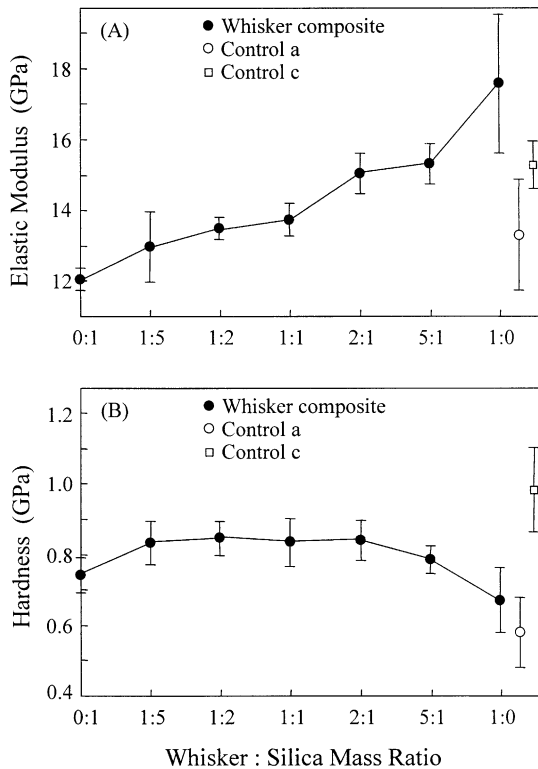 (A)
Whisker composite
Control a
Control c
Elastic Modulus (GPa)
18
16
14
12
0:1 1:5 1:2 1:1 2:1 5:1 1:0
(B)
Whisker composite
Control a
Control c
Hardness (GPa)
1.2
1.0
0.8
0.6
0.4
0:1 1:5 1:2 1:1 2:1 5:1 1:0
Whisker : Silica Mass Ratio